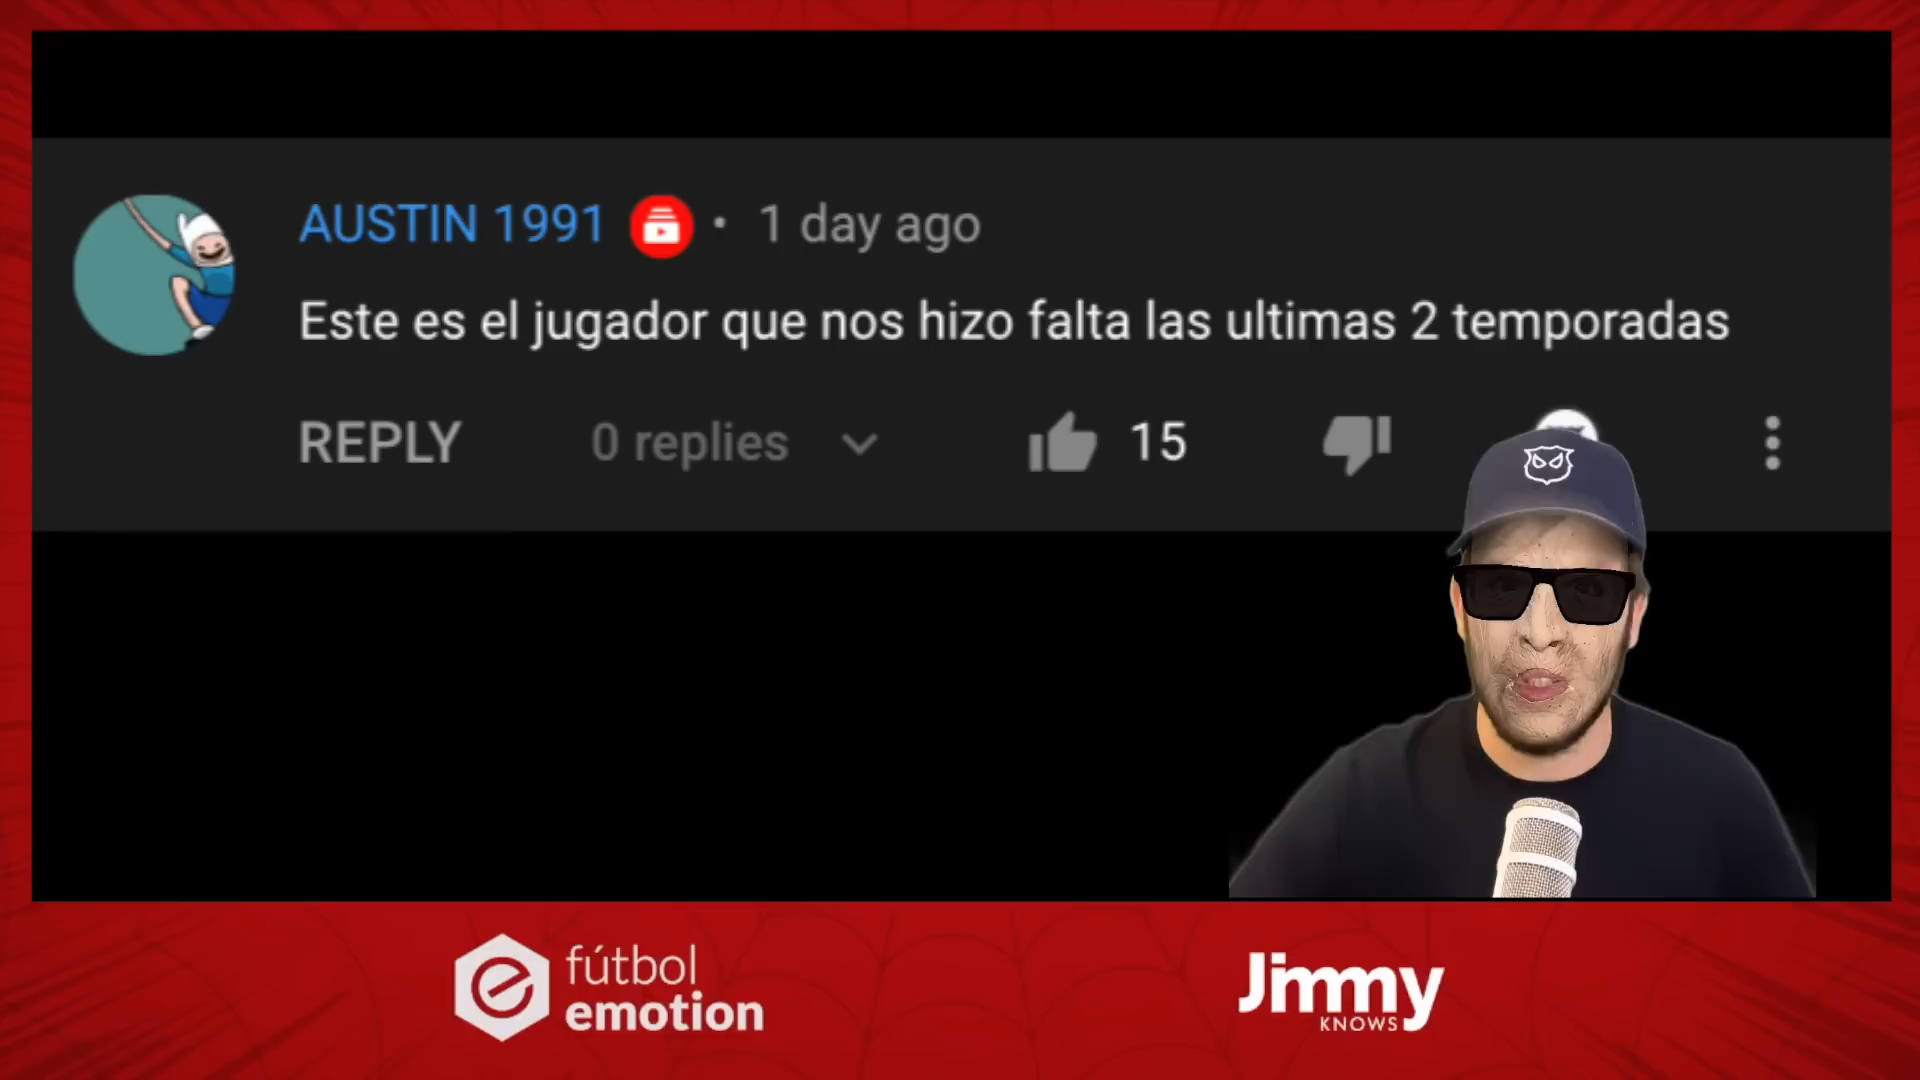 AUSTIN 1991 • 1 day ago
Este es el jugador que nos hizo falta las ultimas 2 temporadas
REPLY 0 replies 15
fútbol
emotion
Jimmy
KNOWS